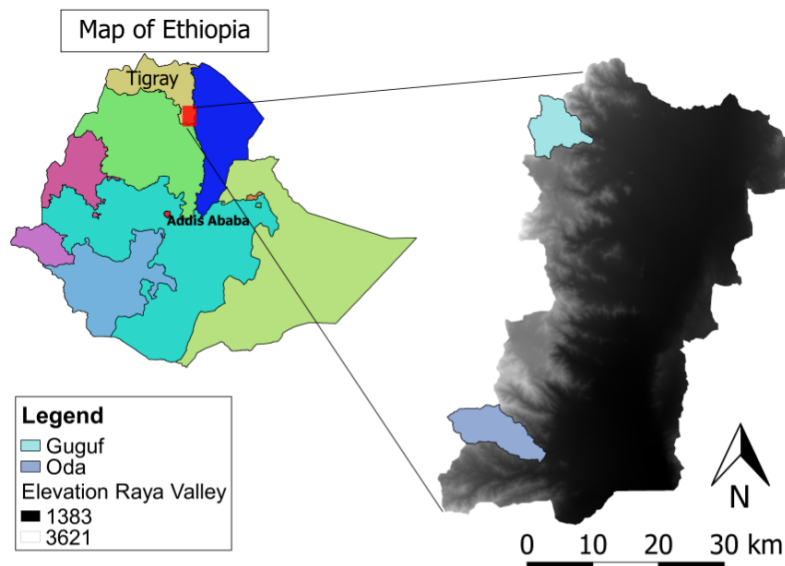 Map of Ethiopia
Tigray
Addis Ababa
Legend
Guguf
Oda
Elevation Raya Valley
1383
3621
N
0 10 20 30 km